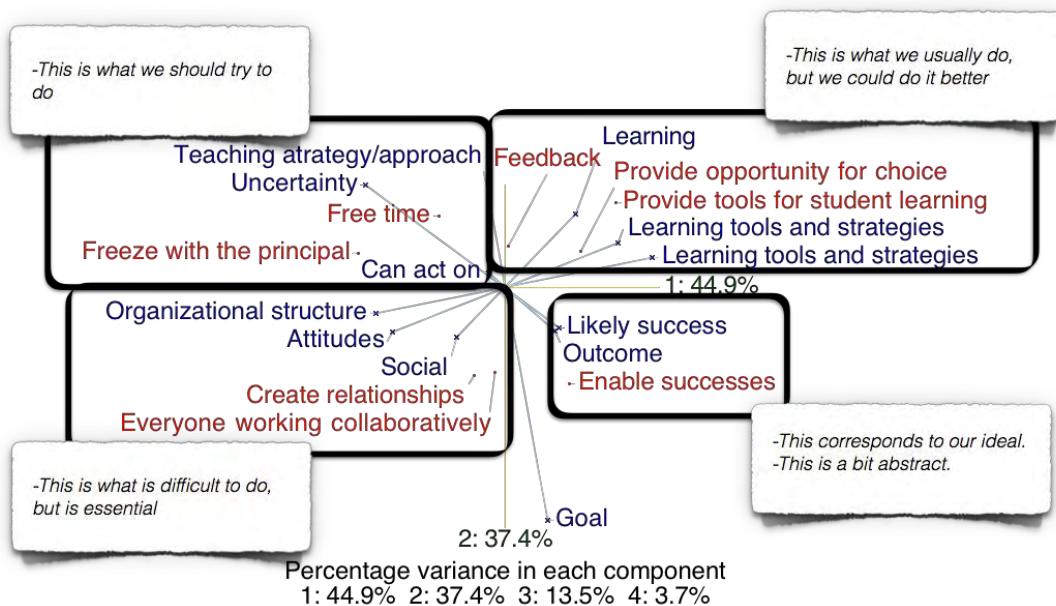 -This is what we should try to
do
-This is what we usually do,
but we could do it better
Learning
Teaching atrategy/approach
Feedback
Uncertainty
Provide opportunity for choice
Free time
Provide tools for student learning
Learning tools and strategies
Freeze with the principal
Learning tools and strategies
Can act on
1: 44.9%
Organizational structure
Likely success
Attitudes
Outcome
Social
Enable successes
Create relationships
Everyone working collaboratively
-This corresponds to our ideal.
-This is a bit abstract.
-This is what is difficult to do,
but is essential
Goal
2: 37.4%
Percentage variance in each component
1: 44.9% 2: 37.4% 3: 13.5% 4: 3.7%